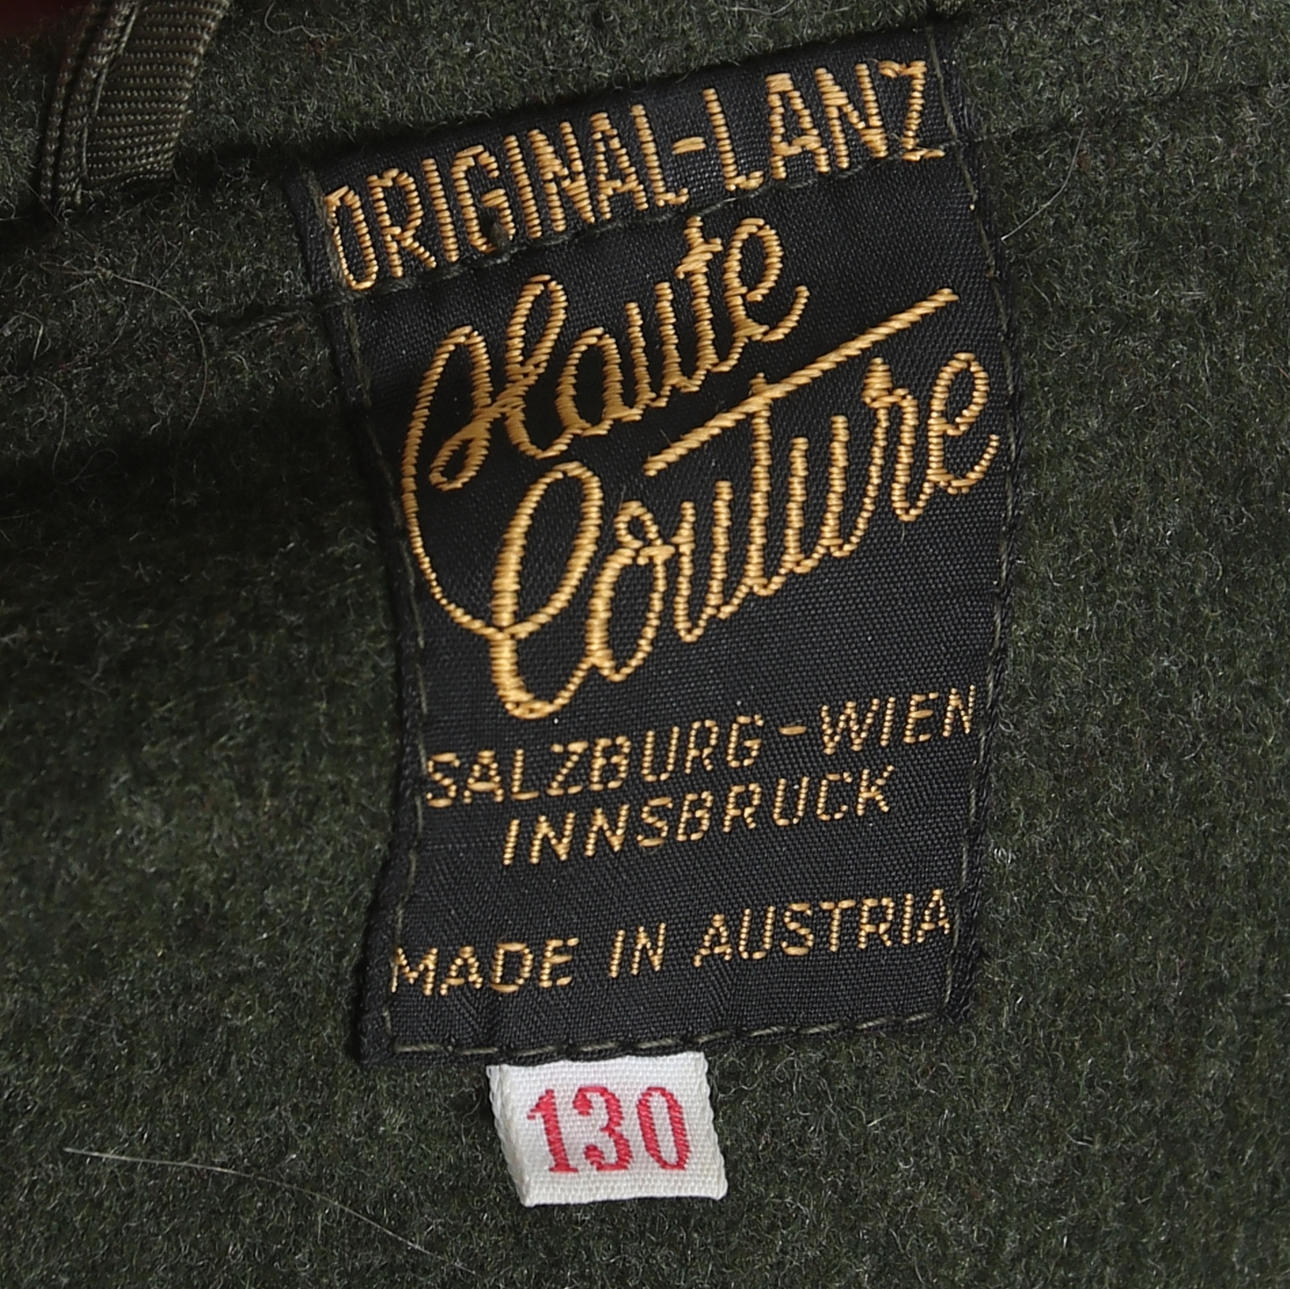 ORIGINAL-LANZ
Haute
Couture
SALZBURG-WIEN
INNSBRUCK
MADE IN AUSTRIA
130